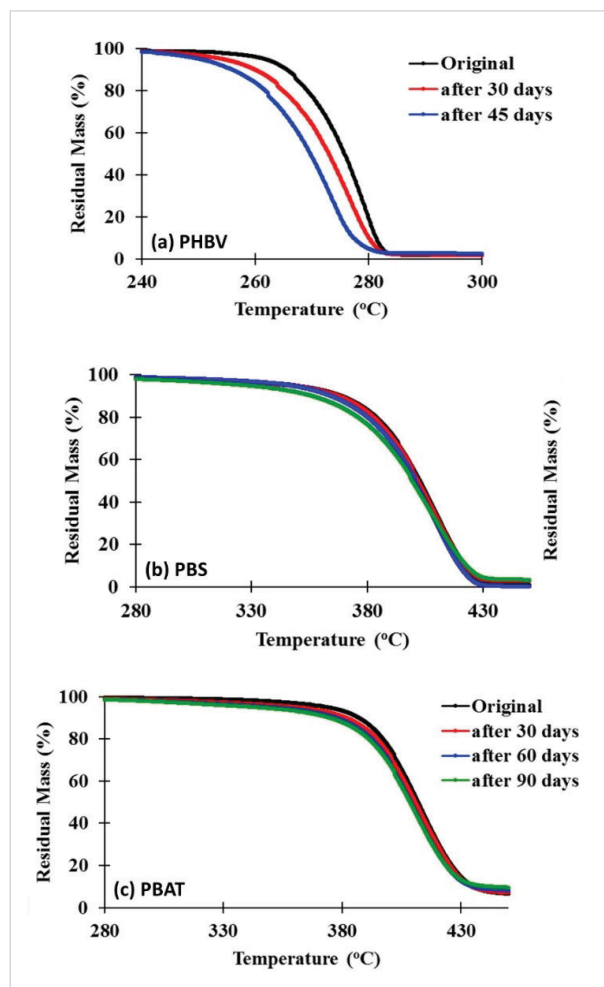 100
80
60
40
20
0
Residual Mass (%)
Original
after 30 days
after 45 days
(a) PHBV
240
260
280
300
Temperature (°C)
100
80
60
40
20
0
Residual Mass (%)
Residual Mass (%)
(b) PBS
280
330
380
430
Temperature (°C)
100
80
60
40
20
0
Residual Mass (%)
Original
after 30 days
after 60 days
after 90 days
(c) PBAT
280
330
380
430
Temperature (°C)